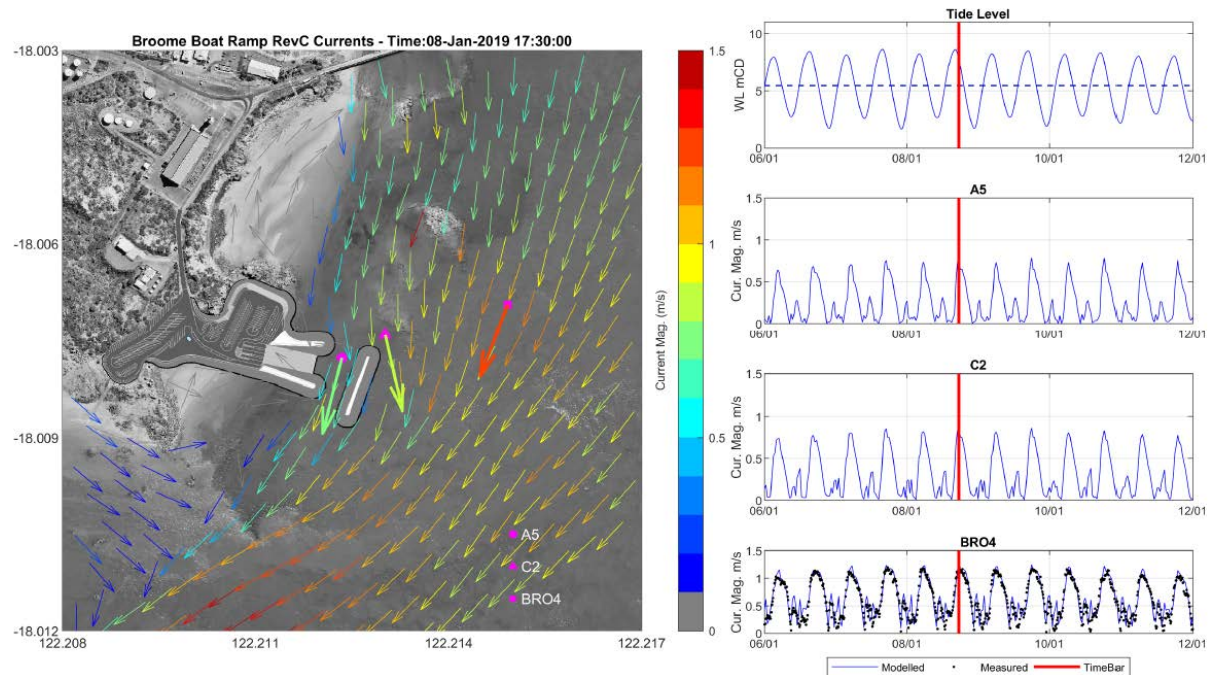 Broome Boat Ramp RevC Currents - Time:08-Jan-2019 17:30:00
-18.003
-18.006
-18.009
-18.012
122.208
122.211
122.214
122.217
A5
C2
BRO4
1.5
1
0.5
0
Current Mag. (m/s)
Tide Level
WL mCD
10
5
0
06/01
08/01
10/01
12/01
A5
Cur. Mag. m/s
1.5
1
0.5
0
06/01
08/01
10/01
12/01
C2
Cur. Mag. m/s
1.5
1
0.5
0
06/01
08/01
10/01
12/01
BRO4
Cur. Mag. m/s
1.5
1
0.5
0
06/01
08/01
10/01
12/01
Modelled
Measured
TimeBar